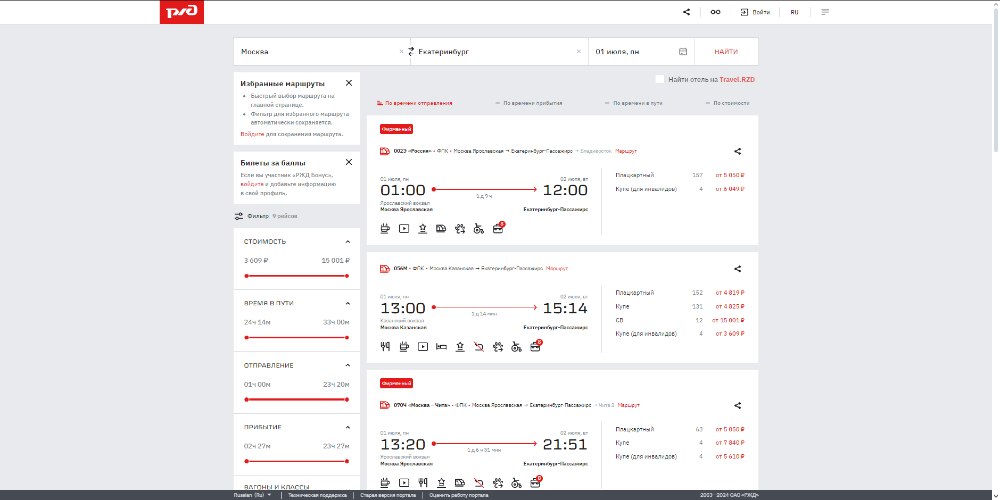 РЖД
Войти
RU
Москва
Екатеринбург
01 июля, пн
НАЙТИ
Избранные маршруты
Быстрый выбор маршрута на
главной странице.
Фильтр для избранного маршрута
автоматически сохраняется.
Войдите для сохранения маршрута.
Билеты за баллы
Если вы участник «РЖД Бонус»,
войдите и добавьте информацию
в свой профиль.
Фильтр 9 рейсов
СТОИМОСТЬ
3 609 ₽ 15 001 ₽
ВРЕМЯ В ПУТИ
24ч 14м 33ч 00м
ОТПРАВЛЕНИЕ
01ч 00м 23ч 20м
ПРИБЫТИЕ
02ч 27м 23ч 27м
ВАГОНЫ И КЛАССЫ
Найти отель на Travel.RZD
По времени отправления
По времени прибытия
По времени в пути
По стоимости
Фирменный
002Э «Россия» • ФПК • Москва Ярославская → Екатеринбург-Пассажирс → Владивосток Маршрут
01 июля, пн 02 июля, вт
01:00 12:00
1 д 9 ч
Ярославский вокзал
Москва Ярославская Екатеринбург-Пассажирс
8
Плацкартный 157 от 5 050 ₽
Купе (для инвалидов) 4 от 6 049 ₽
056М • ФПК • Москва Казанская → Екатеринбург-Пассажирс Маршрут
01 июля, пн 02 июля, вт
13:00 15:14
1 д 14 мин
Казанский вокзал
Москва Казанская Екатеринбург-Пассажирс
8
Плацкартный 152 от 4 819 ₽
Купе 131 от 4 825 ₽
СВ 12 от 15 001 ₽
Купе (для инвалидов) 4 от 3 609 ₽
Фирменный
070Ч «Москва – Чита» • ФПК • Москва Ярославская → Екатеринбург-Пассажирс → Чита 2 Маршрут
01 июля, пн 02 июля, вт
13:20 21:51
1 д 6 ч 31 мин
Ярославский вокзал
Москва Ярославская Екатеринбург-Пассажирс
8
Плацкартный 63 от 5 050 ₽
Купе 4 от 7 840 ₽
Купе (для инвалидов) 4 от 5 610 ₽
Russian (Ru)
Техническая поддержка
Старая версия портала
Оценить работу портала
2003—2024 ОАО «РЖД»